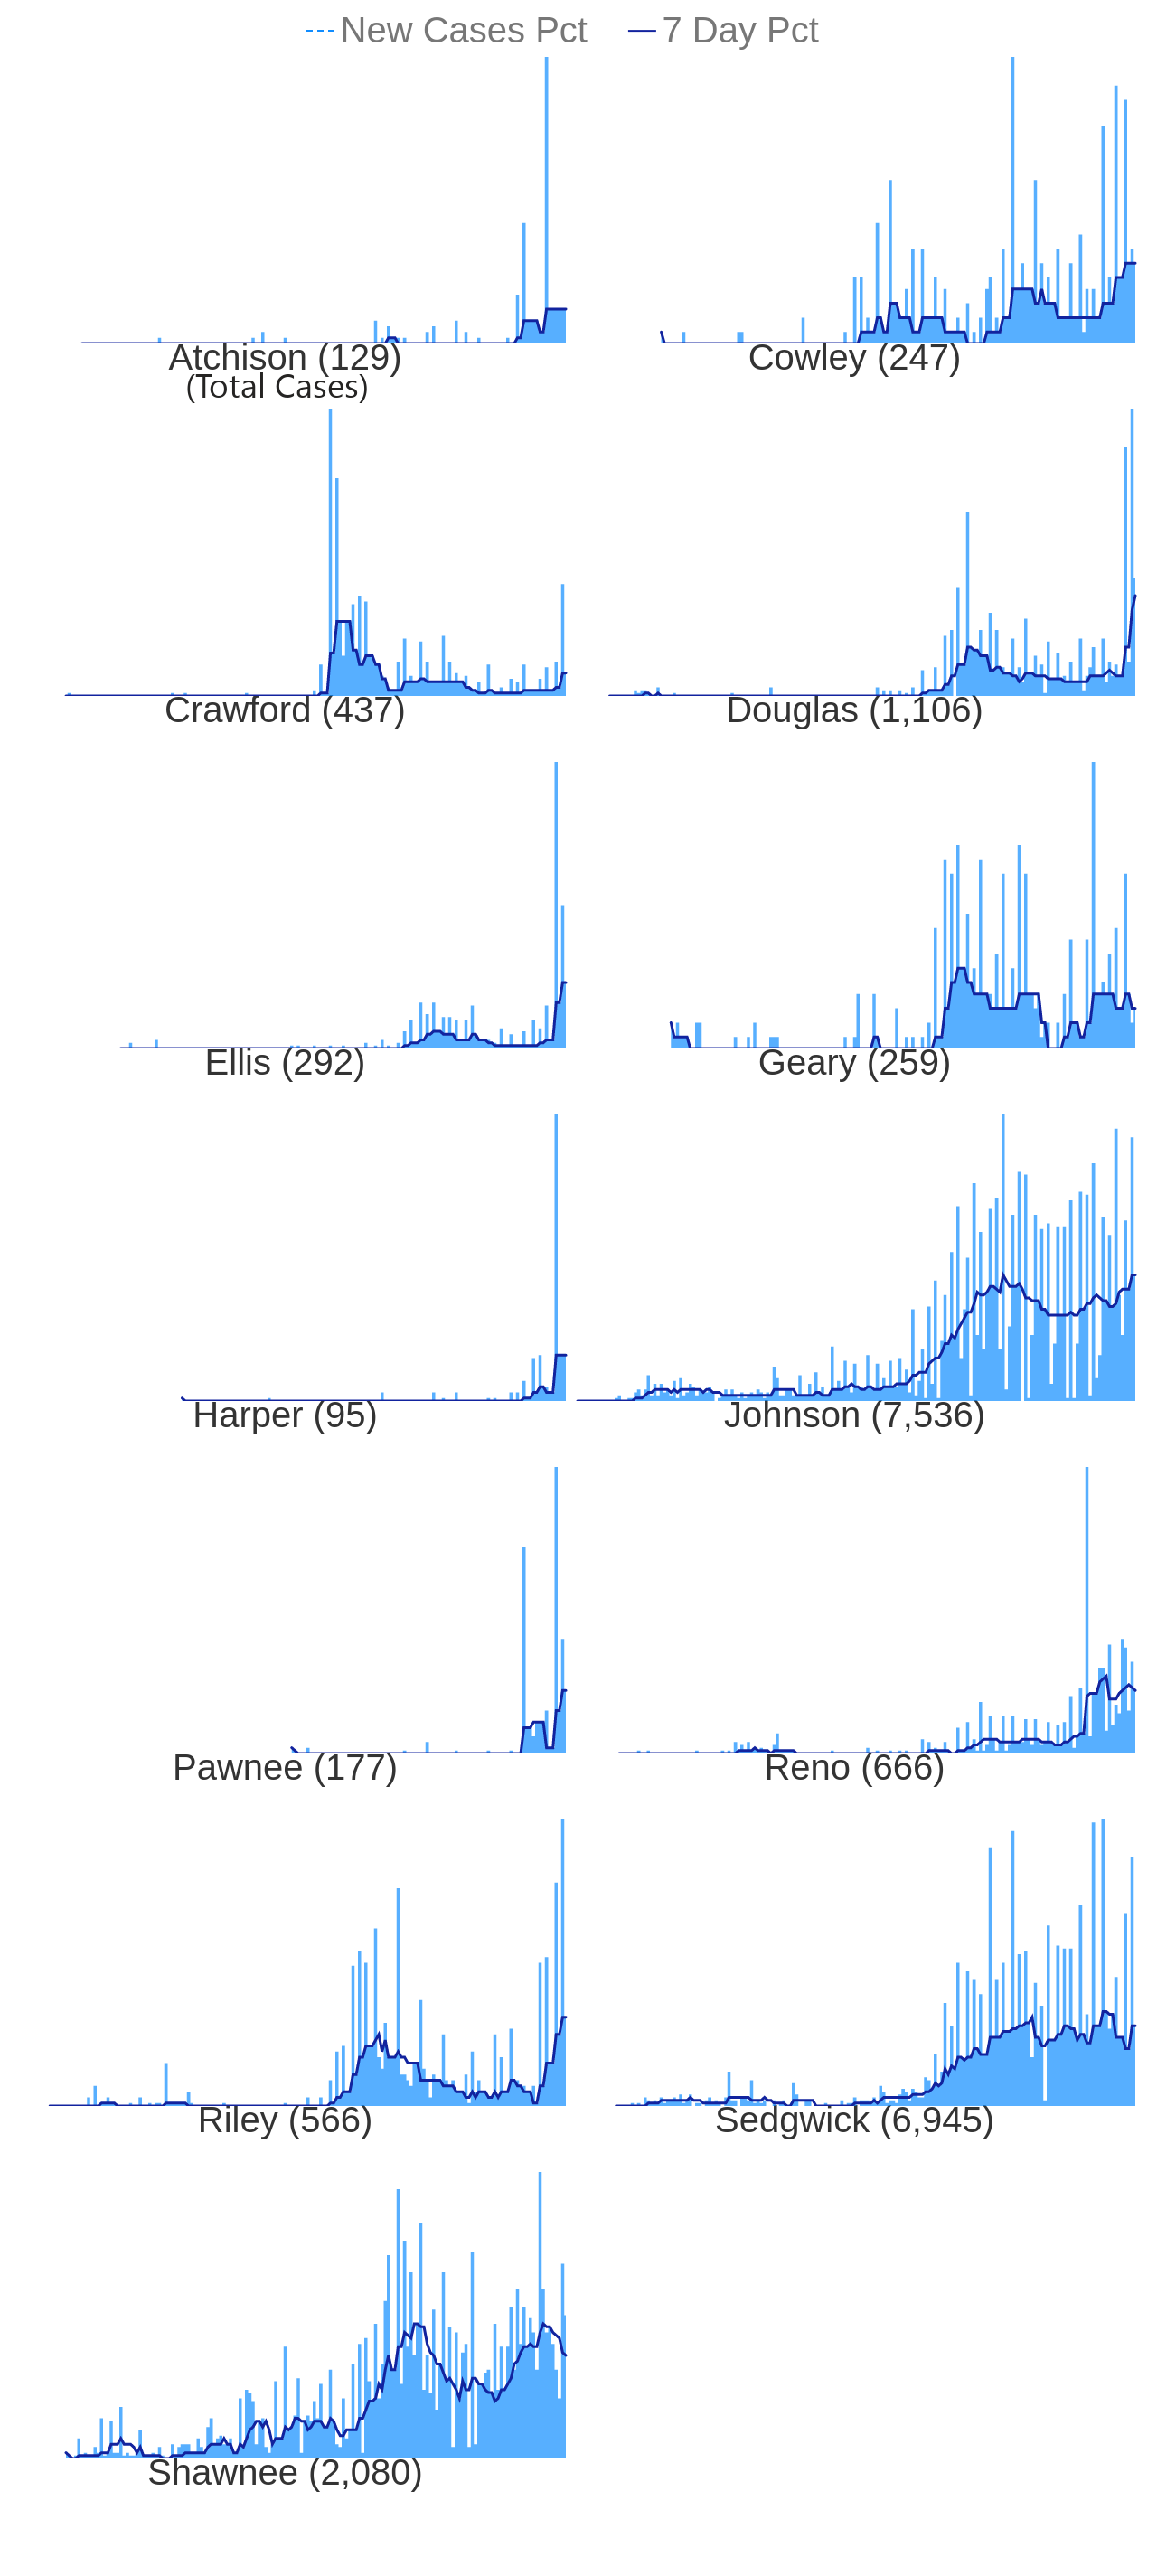 New Cases Pct 7 Day Pct
Atchison (129) Cowley (247)
(Total Cases)
Crawford (437) Douglas (1,106)
Ellis (292) Geary (259)
Harper (95) Johnson (7,536)
Pawnee (177) Reno (666)
Riley (566) Sedgwick (6,945)
Shawnee (2,080)